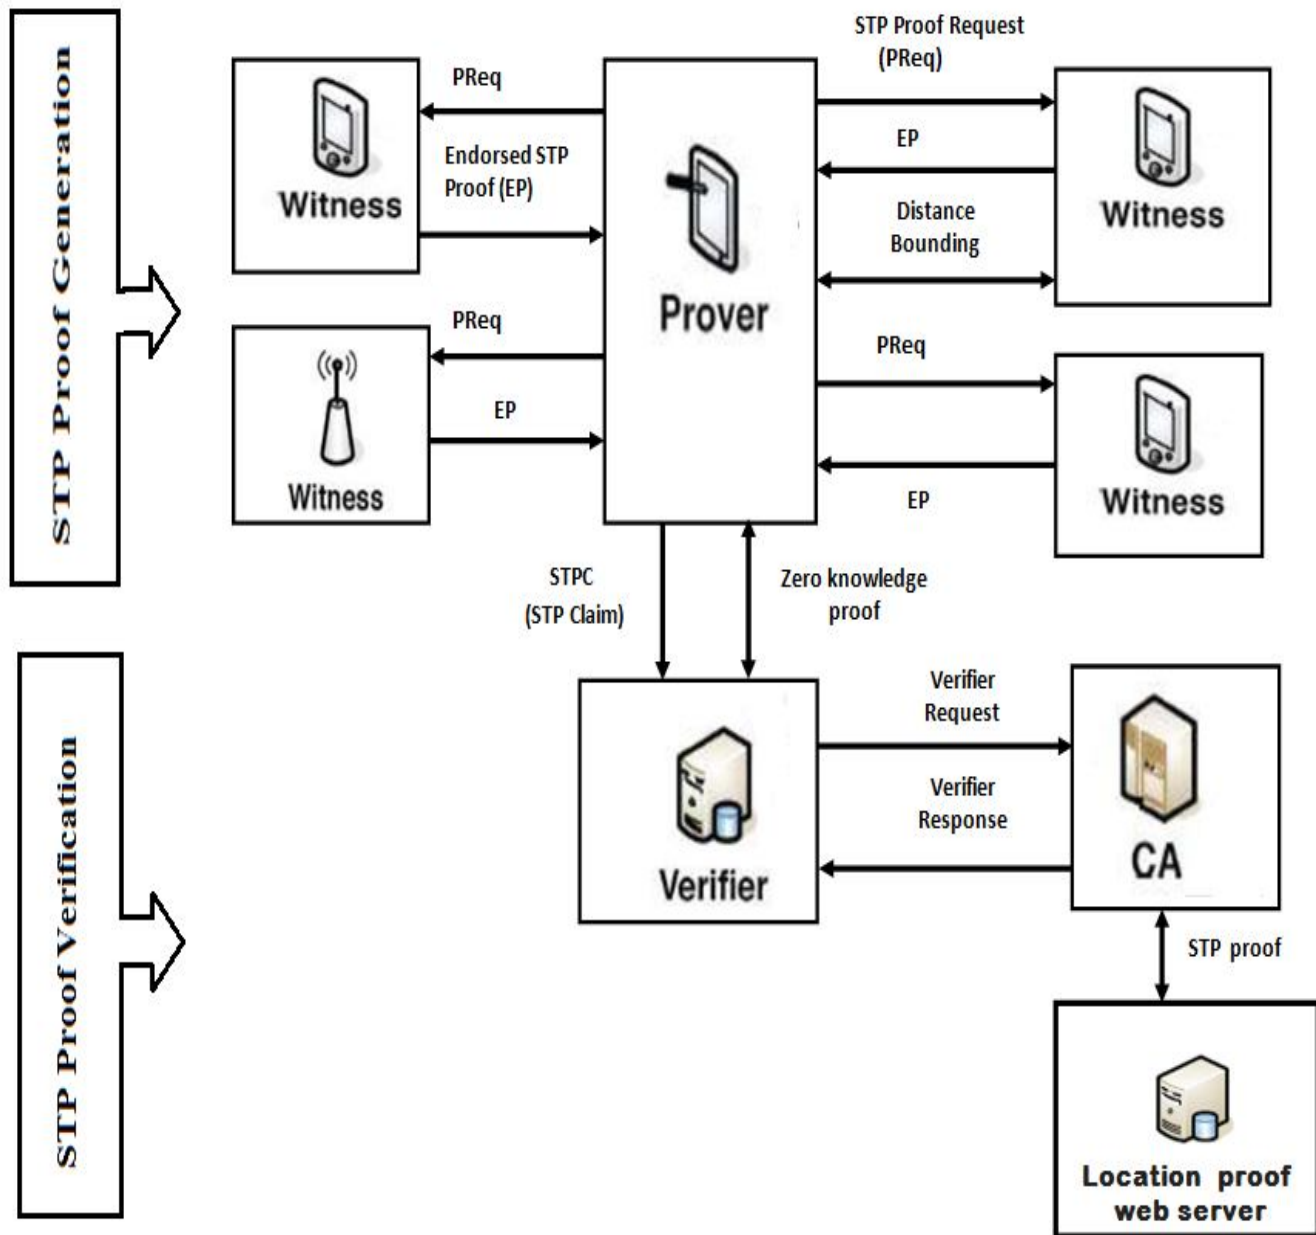 STP Proof Generation
STP Proof Request
(PReq)
PReq
Witness
Endorsed STP
Proof (EP)
Prover
EP
Distance
Bounding
Witness
PReq
EP
Witness
PReq
EP
Witness
STPC
(STP Claim)
Zero knowledge
proof
STP Proof Verification
Verifier
Verifier
Request
Verifier
Response
CA
STP proof
Location proof
web server